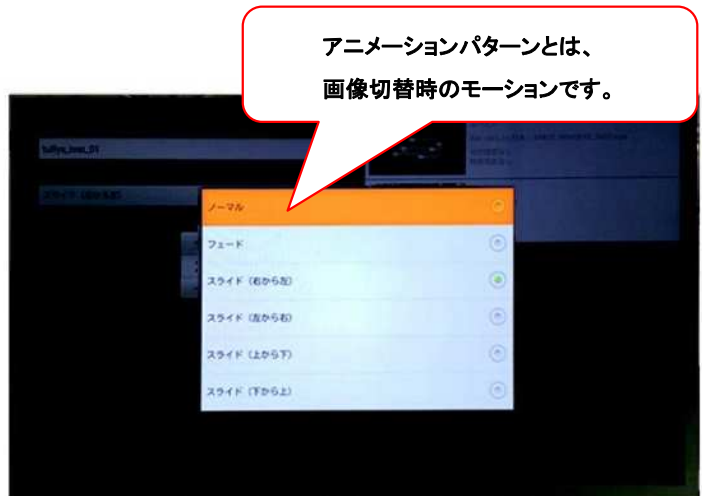 アニメーションパターンとは、
画像切替時のモーションです。
ノーマル
フェード
スライド（右から左）
スライド（左から右）
スライド（上から下）
スライド（下から上）